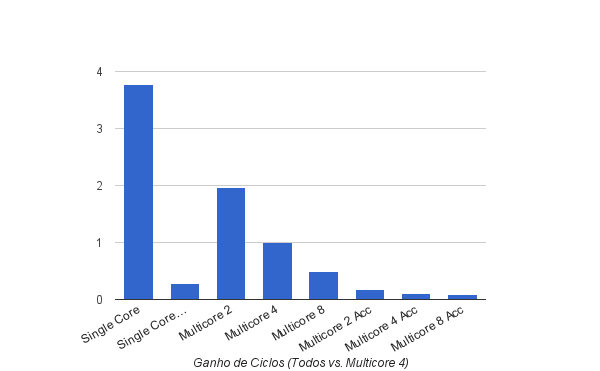 4
3
2
1
0
Single Core
Single Core...
Multicore 2
Multicore 4
Multicore 8
Multicore 2 Acc
Multicore 4 Acc
Multicore 8 Acc
Ganho de Ciclos (Todos vs. Multicore 4)